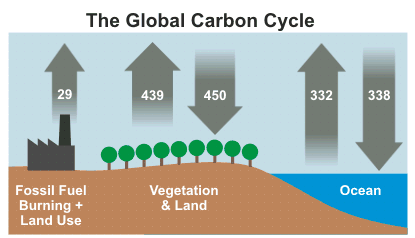 The Global Carbon Cycle
29
439
450
332
338
Fossil Fuel
Burning +
Land Use
Vegetation
& Land
Ocean